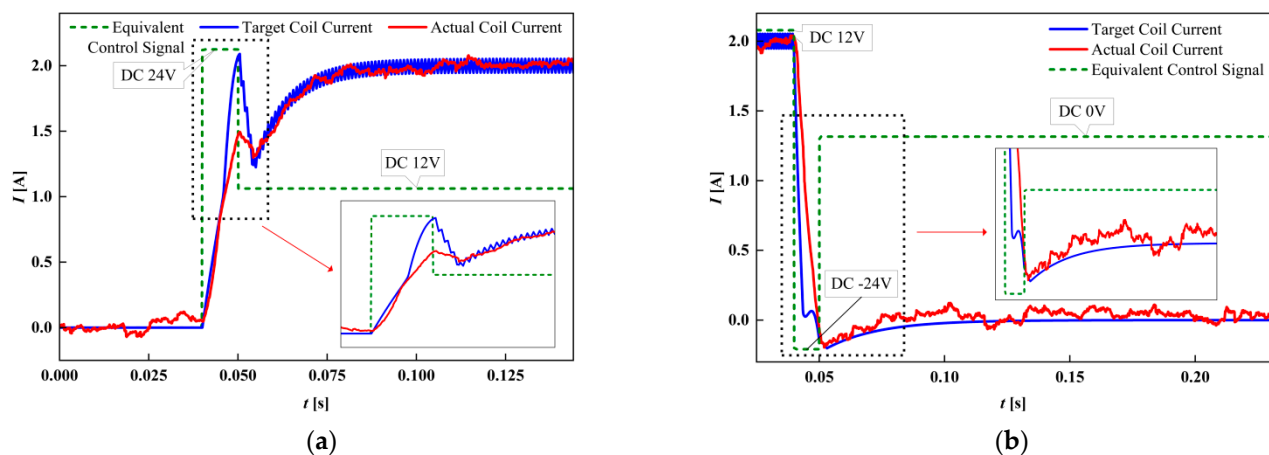 Equivalent Control Signal
Target Coil Current
Actual Coil Current
DC 24V
DC 12V
2.0
1.5
1.0
0.5
0.0
I [A]
0.000 0.025 0.050 0.075 0.100 0.125
t [s]
(a)
DC 12V
Target Coil Current
Actual Coil Current
Equivalent Control Signal
DC 0V
DC -24V
2.0
1.5
1.0
0.5
0.0
I [A]
0.05 0.10 0.15 0.20
t [s]
(b)